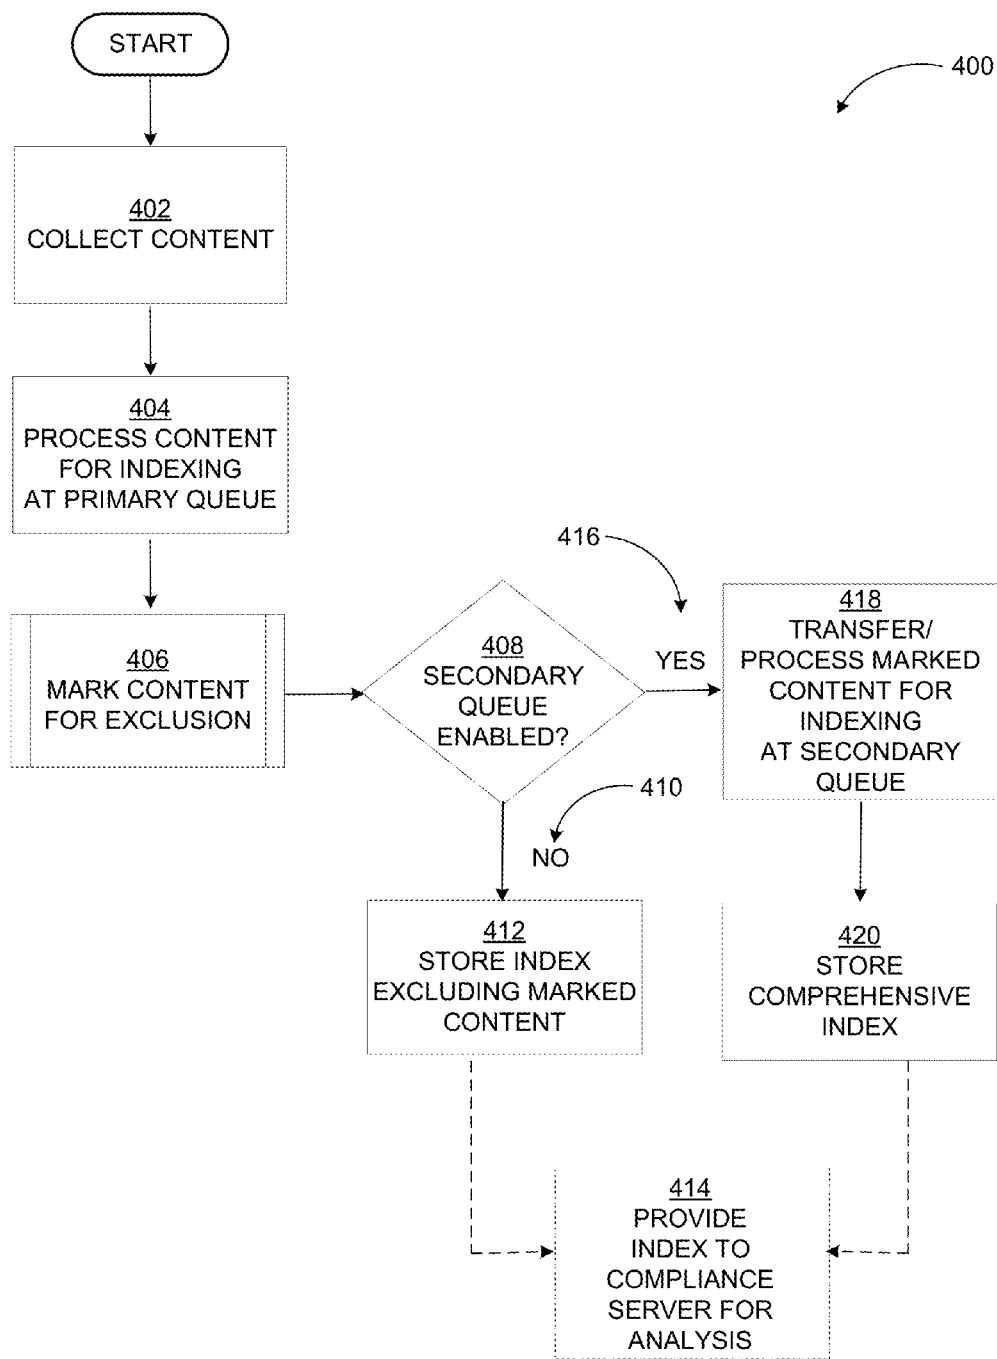 START
400
402
COLLECT CONTENT
404
PROCESS CONTENT
FOR INDEXING
AT PRIMARY QUEUE
406
MARK CONTENT
FOR EXCLUSION
408
SECONDARY
QUEUE
ENABLED?
416
YES
418
TRANSFER/
PROCESS MARKED
CONTENT FOR
INDEXING
AT SECONDARY
QUEUE
410
NO
412
STORE INDEX
EXCLUDING MARKED
CONTENT
420
STORE
COMPREHENSIVE
INDEX
414
PROVIDE
INDEX TO
COMPLIANCE
SERVER FOR
ANALYSIS